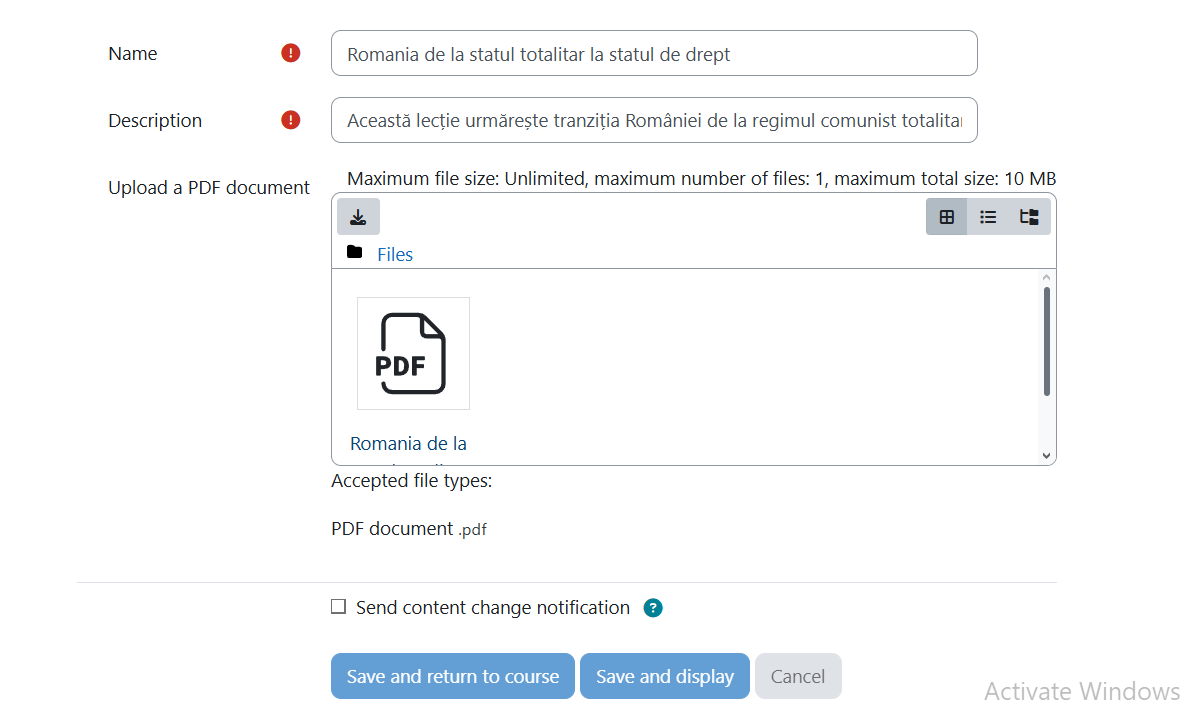 Name
Romania de la statul totalitar la statul de drept
Description
Această lecție urmărește tranziția României de la regimul comunist
Upload a PDF document
Maximum file size: Unlimited, maximum number of files: 1, maximum total size: 10 MB
Files
PDF
Romania de la
Accepted file types:
PDF document .pdf
Send content change notification ?
Save and return to course
Save and display
Cancel
Activate Windows